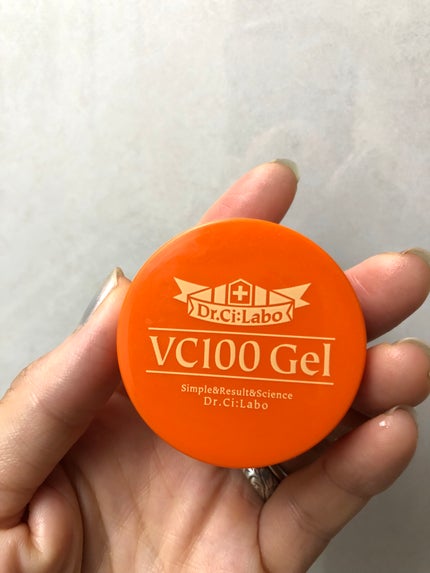 Dr.Ci:Labo
VC100 Gel
Simple&Result&Science
Dr.Ci:Labo